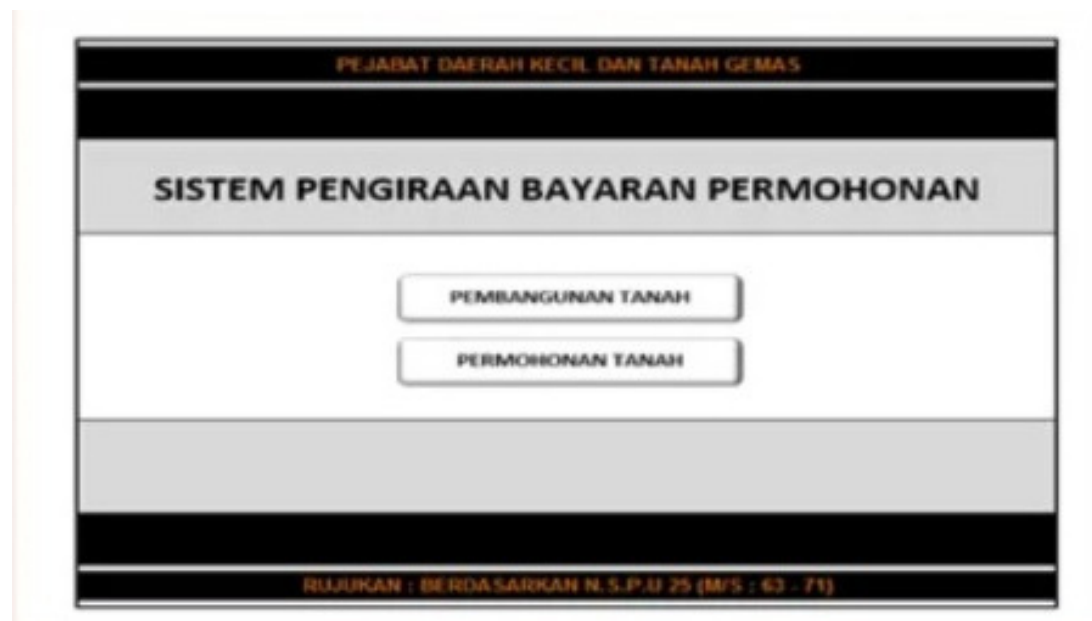 PEJABAT DAERAH KECIL DAN TANAH GEMAS
SISTEM PENGIRAAN BAYARAN PERMOHONAN
PEMBANGUNAN TANAH
PERMOHONAN TANAH
RUJUKAN : BERDASARKAN N.S.P.U 25 (M/S : 63 - 71)